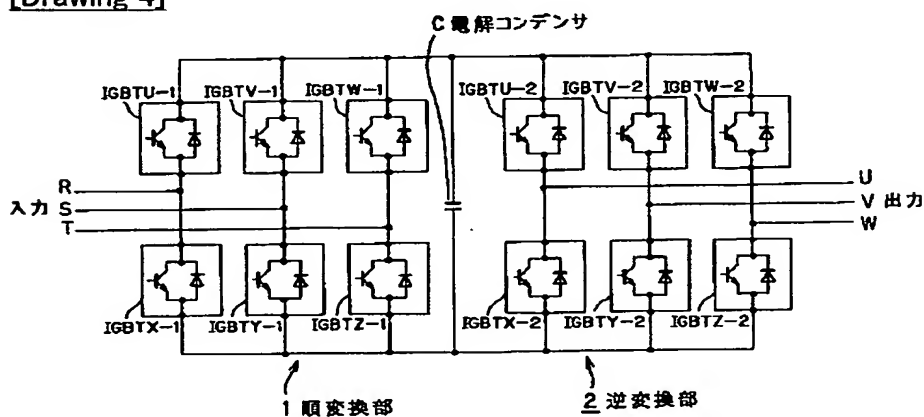 [Drawing 4]
C 電解コンデンサ
IGBTU-1
IGBTV-1
IGBTW-1
IGBTU-2
IGBTV-2
IGBTW-2
R
入力 S
T
U
V 出力
W
IGBTX-1
IGBTY-1
IGBTZ-1
IGBTX-2
IGBTY-2
IGBTZ-2
1 順変換部
2 逆変換部